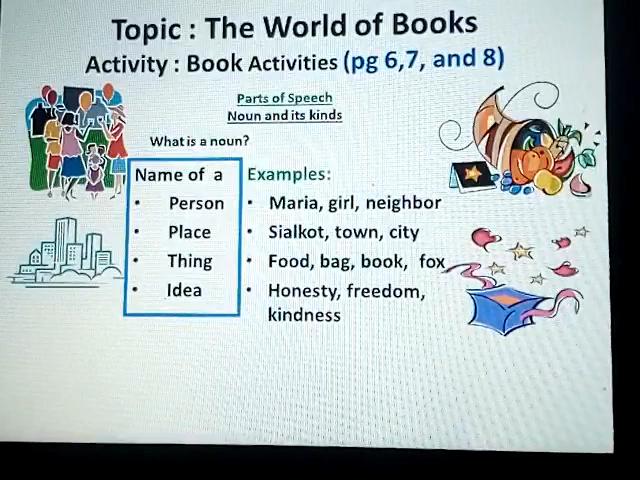 Topic : The World of Books
Activity : Book Activities (pg 6,7, and 8)
Parts of Speech
Noun and its kinds
What is a noun?
Name of a
• Person
• Place
• Thing
• Idea
Examples:
• Maria, girl, neighbor
• Sialkot, town, city
• Food, bag, book, fox
• Honesty, freedom,
kindness